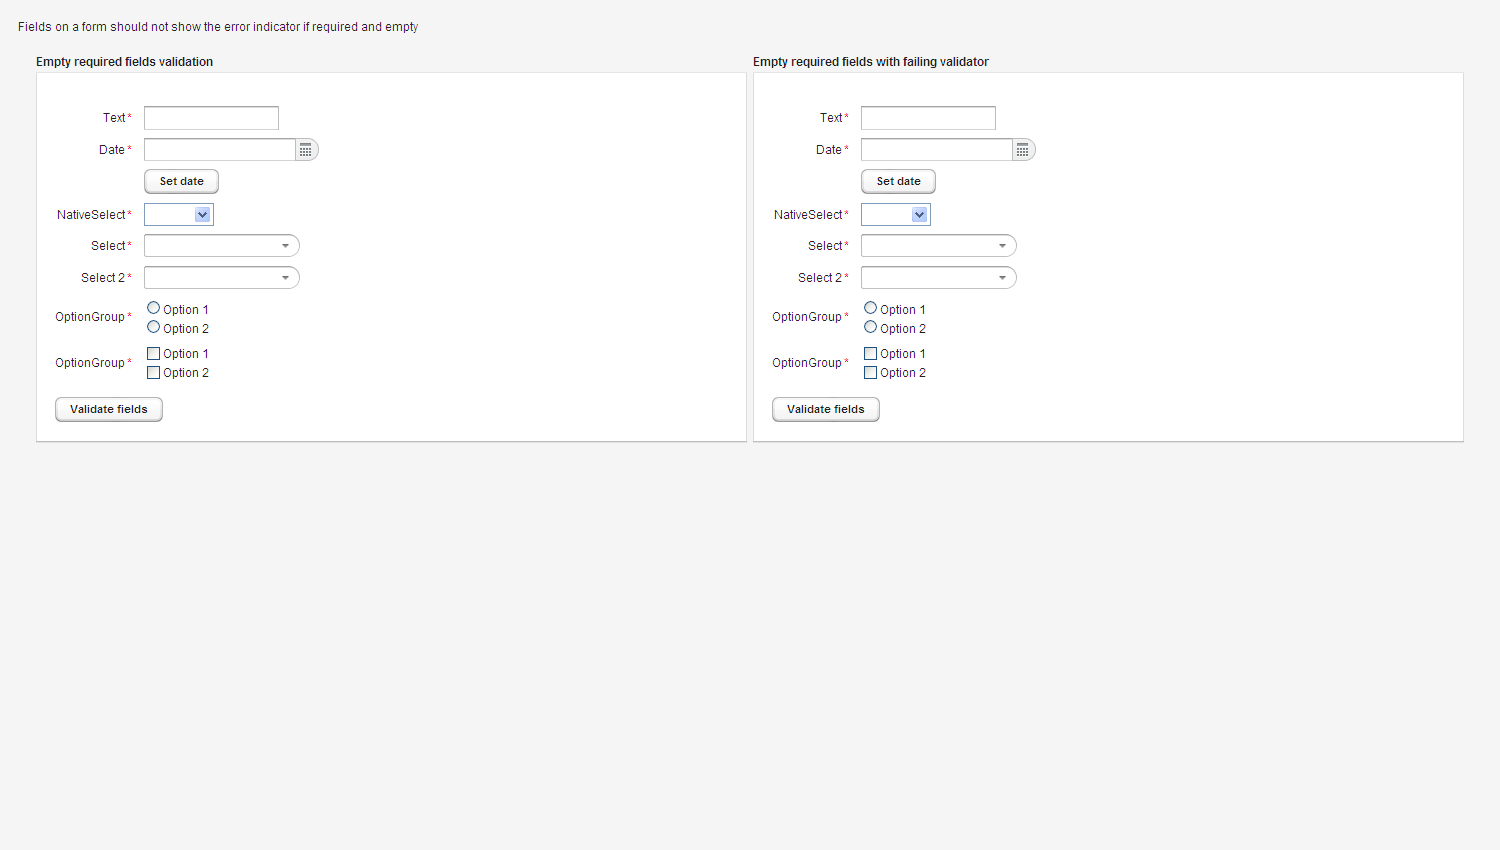 Fields on a form should not show the error indicator if required and empty
Empty required fields validation
Text*
Date*
Set date
NativeSelect*
Select*
Select 2*
OptionGroup*
Option 1
Option 2
OptionGroup*
Option 1
Option 2
Validate fields
Empty required fields with failing validator
Text*
Date*
Set date
NativeSelect*
Select*
Select 2*
OptionGroup*
Option 1
Option 2
OptionGroup*
Option 1
Option 2
Validate fields